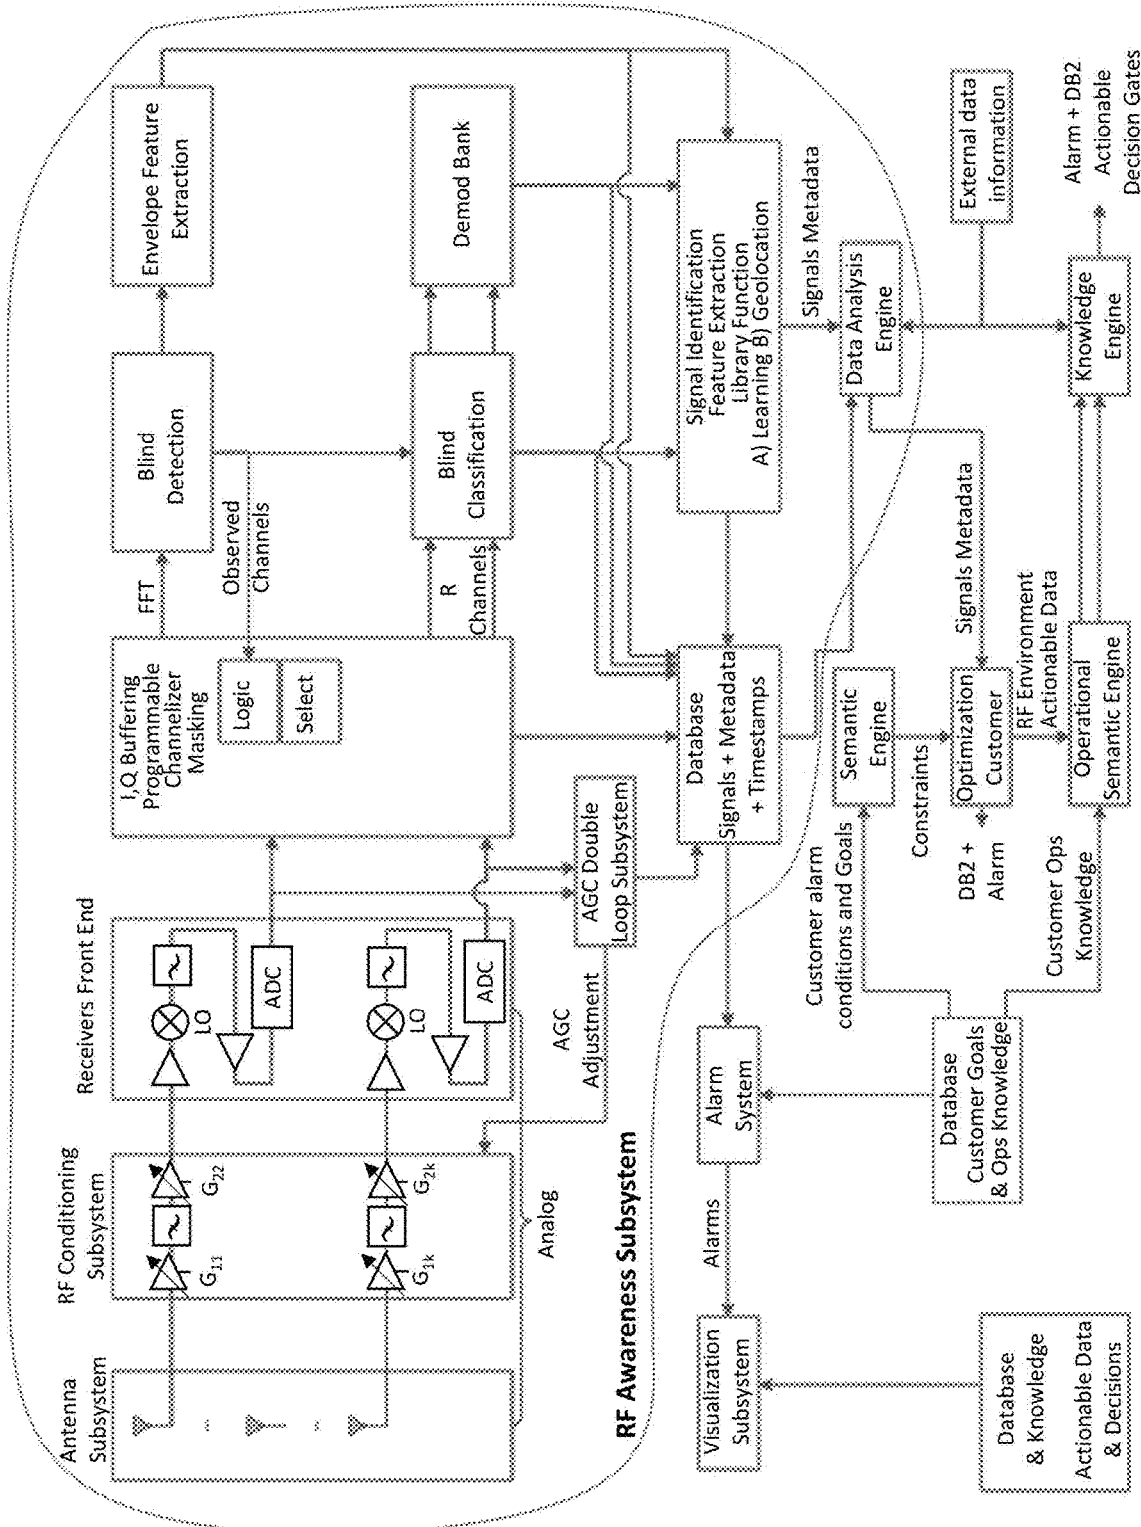 Antenna
Subsystem
RF Conditioning
Subsystem
G11
G22
G1k
G2k
Receivers Front End
LO
ADC
LO
ADC
Analog
AGC
Adjustment
AGC Double
Loop Subsystem
I,Q Buffering
Programmable
Channelizer
Masking
Logic
Select
FFT
Observed
Channels
R
Channels
Blind
Detection
Blind
Classification
Envelope Feature
Extraction
Demod Bank
RF Awareness Subsystem
Database
Signals + Metadata
+ Timestamps
Signal Identification
Feature Extraction
Library Function
A) Learning B) Geolocation
Signals Metadata
Visualization
Subsystem
Alarms
Alarm
System
Customer alarm
conditions and Goals
Semantic
Engine
Data Analysis
Engine
Constraints
Signals Metadata
External data
information
Database
Customer Goals
& Ops Knowledge
DB2 +
Alarm
Optimization
Customer
RF Environment
Actionable Data
Customer Ops
Knowledge
Operational
Semantic Engine
Knowledge
Engine
Alarm + DB2
Actionable
Decision Gates
Database
& Knowledge
Actionable Data
& Decisions